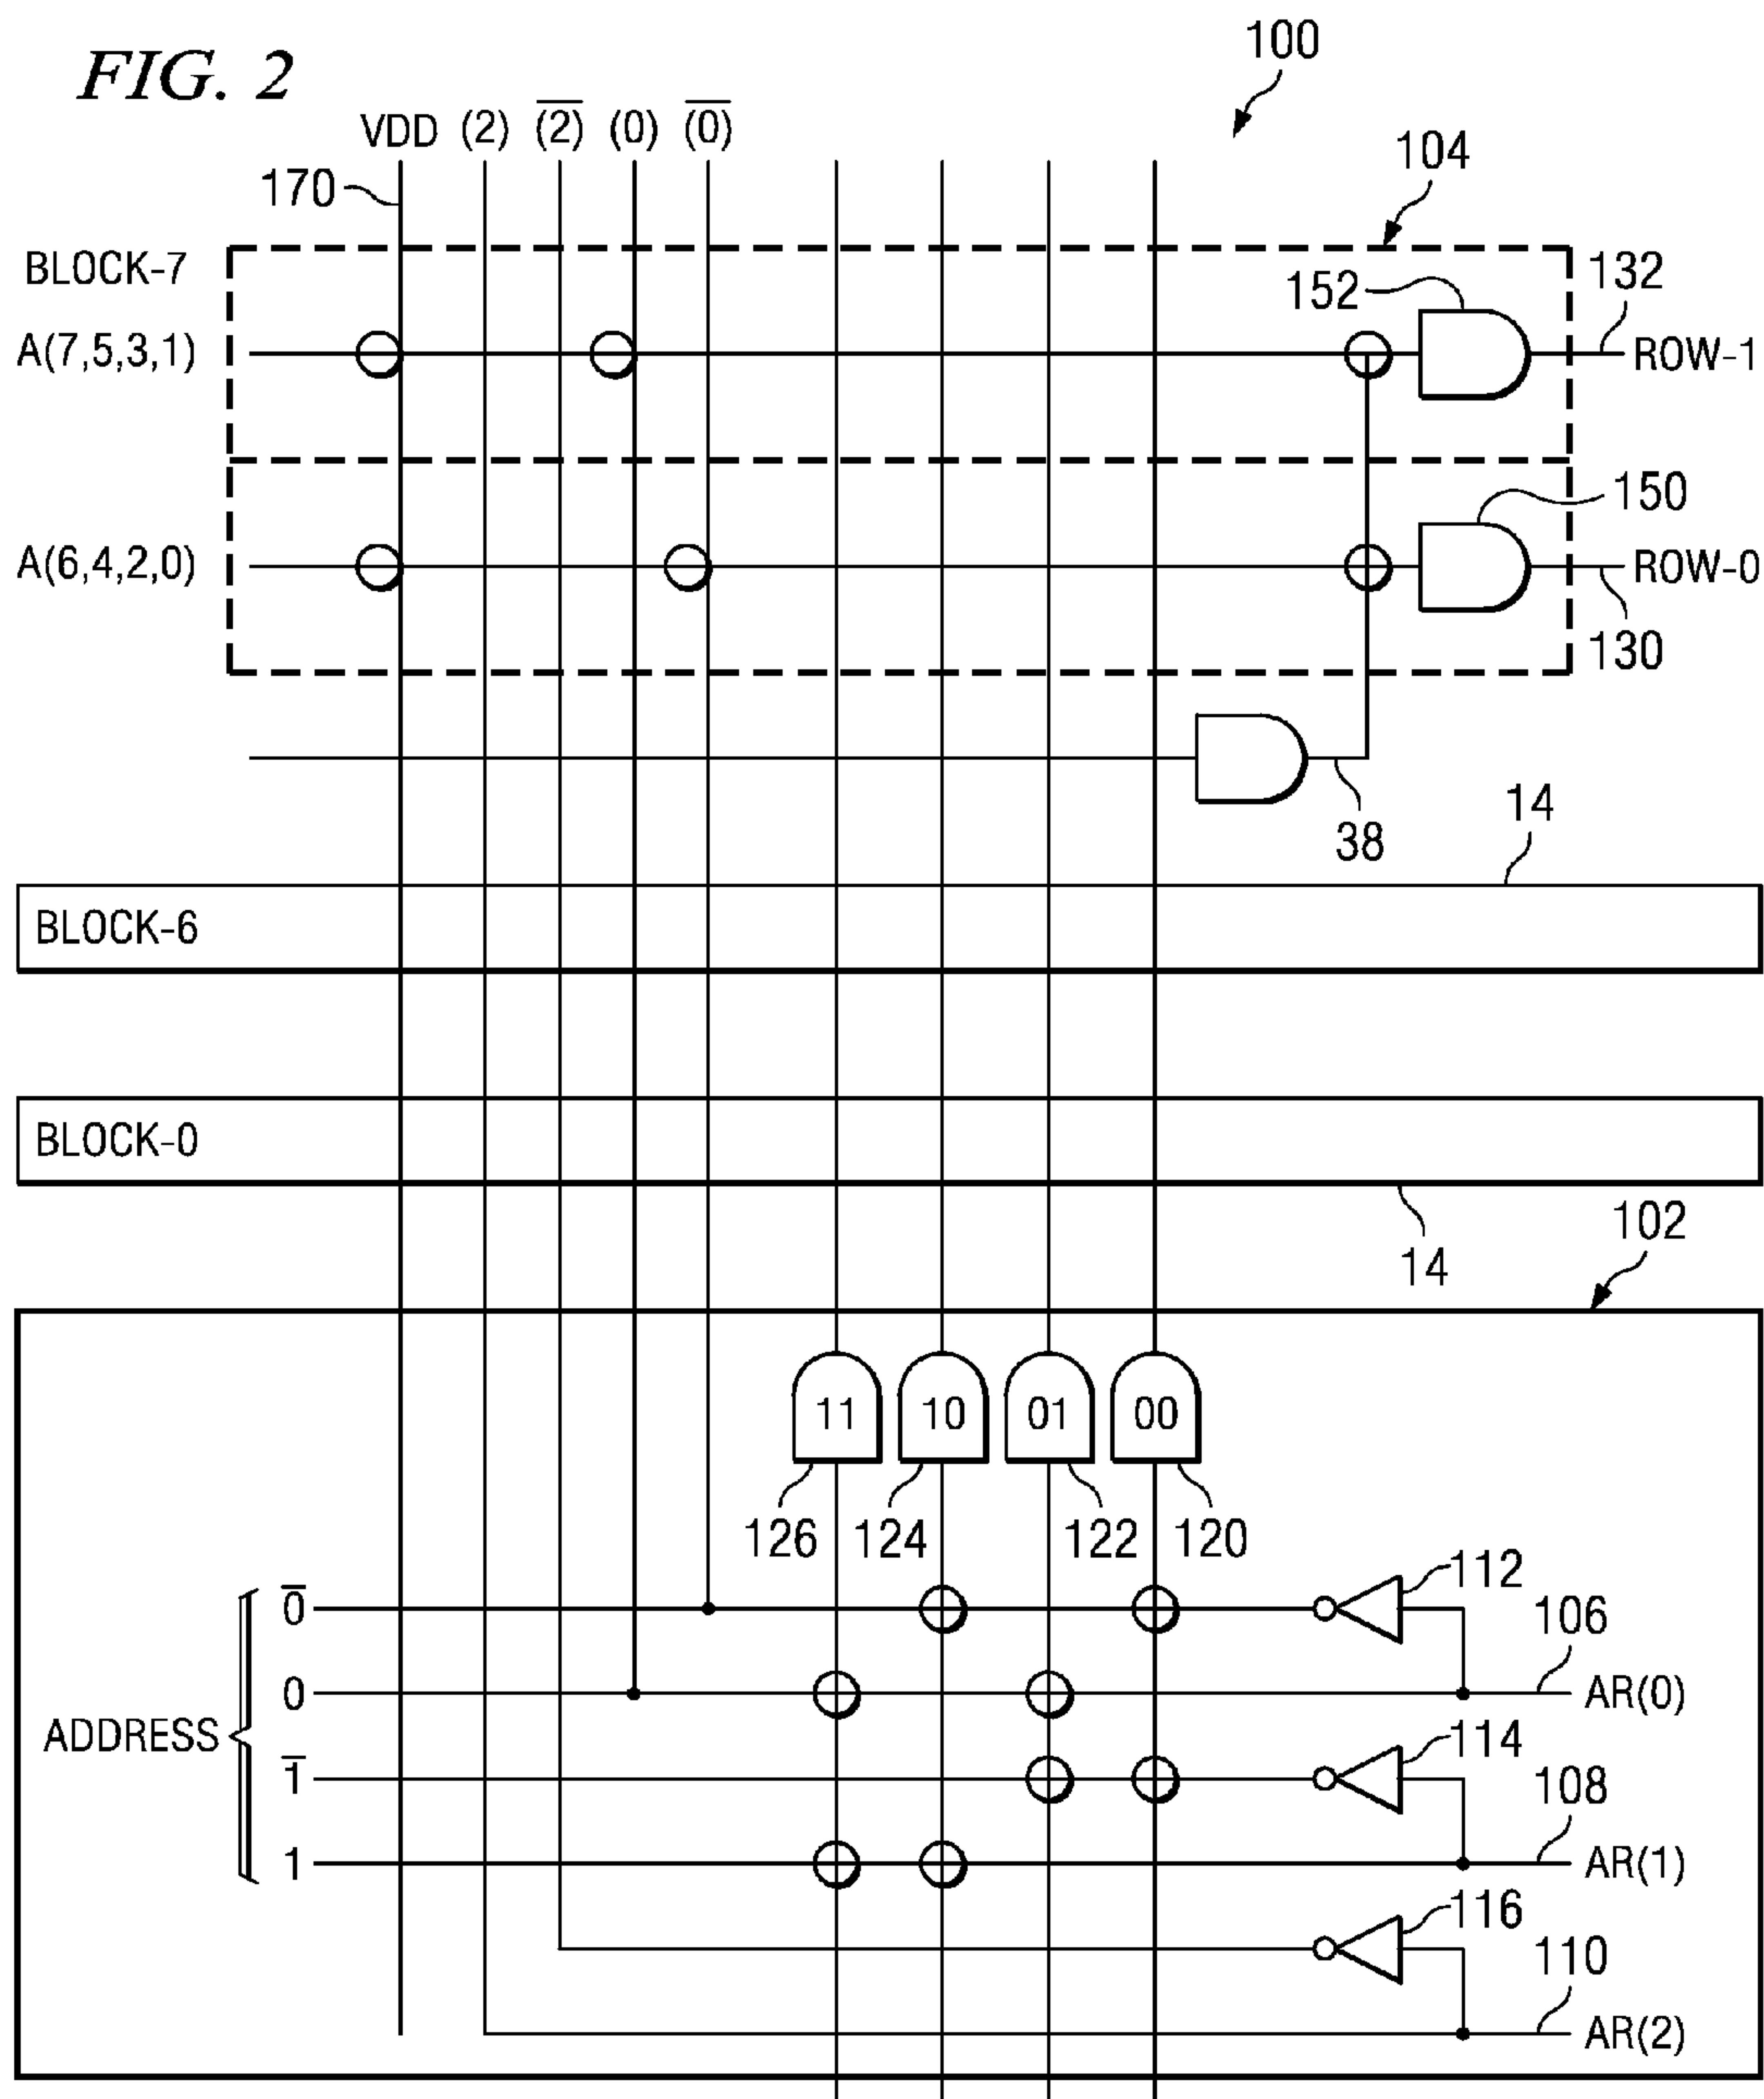 100
FIG. 2
VDD (2) (2̅) (0) (0̅)
104
170
BLOCK-7
132
152
A(7,5,3,1)
ROW-1
150
A(6,4,2,0)
ROW-0
130
38
14
BLOCK-6
BLOCK-0
102
14
11 10 01 00
126 124 122 120
112
0̅
106
0
AR(0)
ADDRESS
114
1̅
108
1
AR(1)
116
110
AR(2)